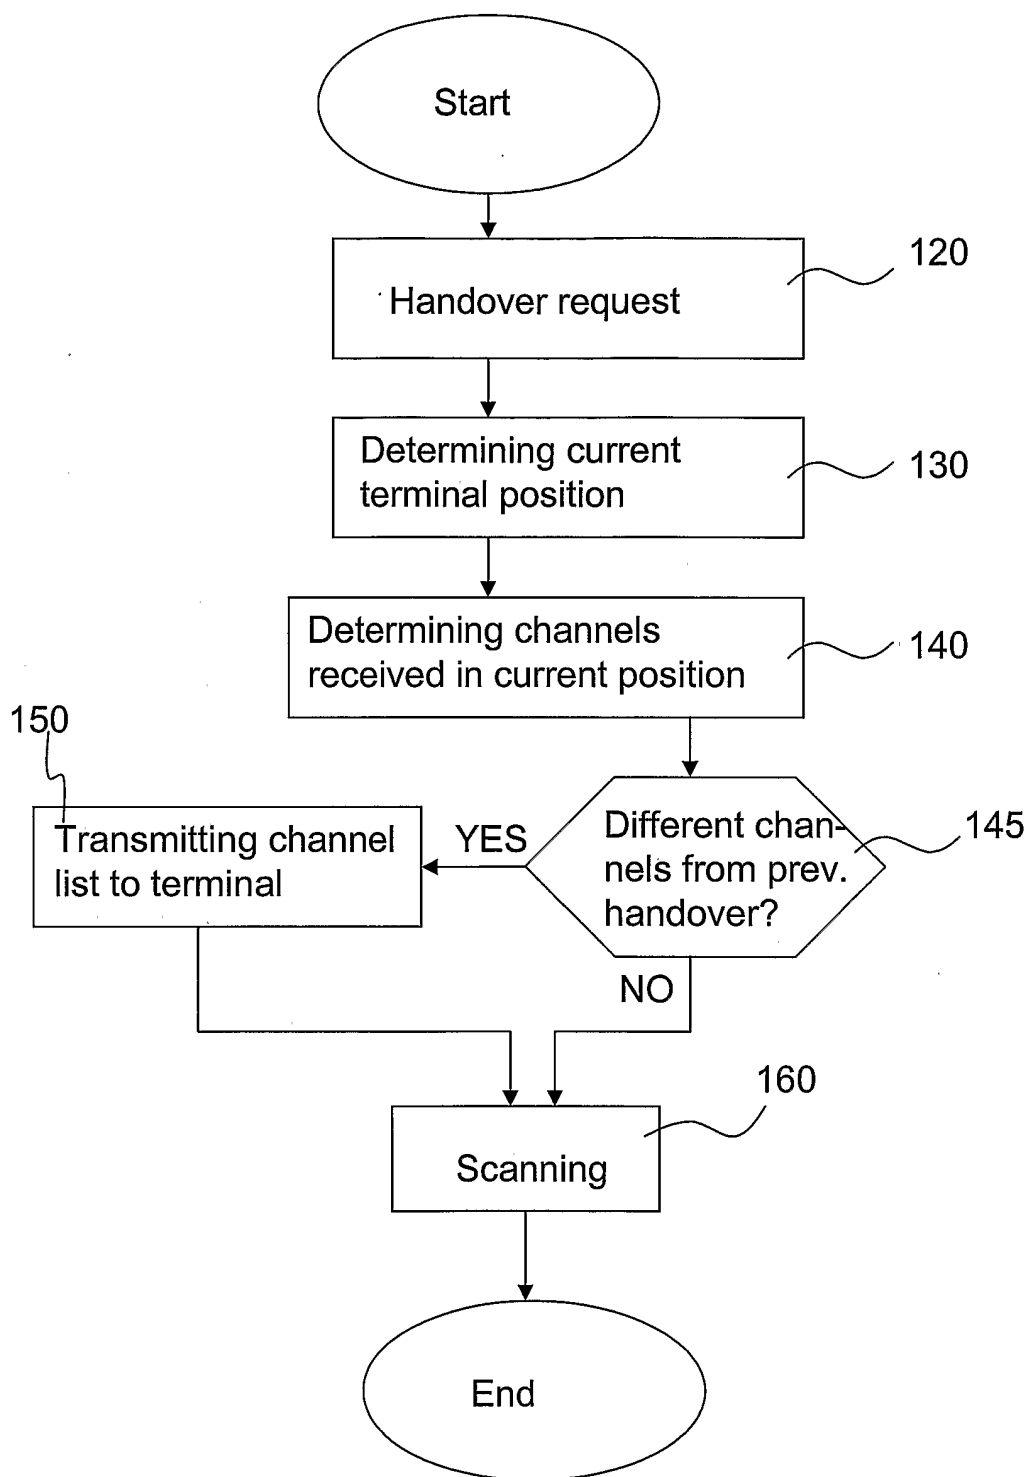 Start
120
Handover request
Determining current
terminal position
130
Determining channels
received in current position
140
150
Transmitting channel
list to terminal
YES
Different chan-
nels from prev.
handover?
145
NO
160
Scanning
End